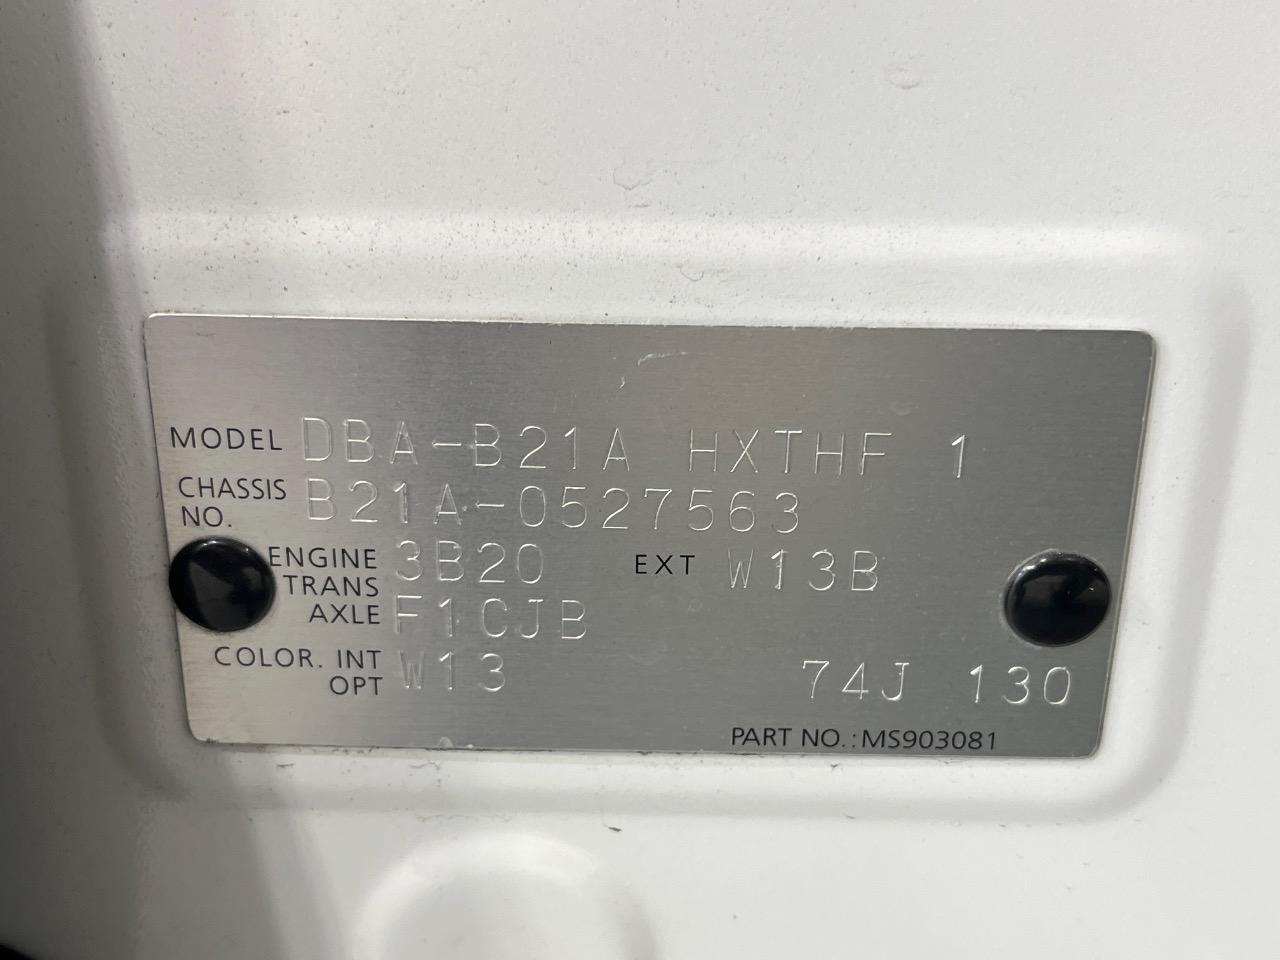 MODEL DBA-B21A HXTHF 1
CHASSIS NO. B21A-0527563
ENGINE 3B20 EXT W13B
TRANS AXLE F1CJB
COLOR. INT OPT W13 74J 130
PART NO.:MS903081